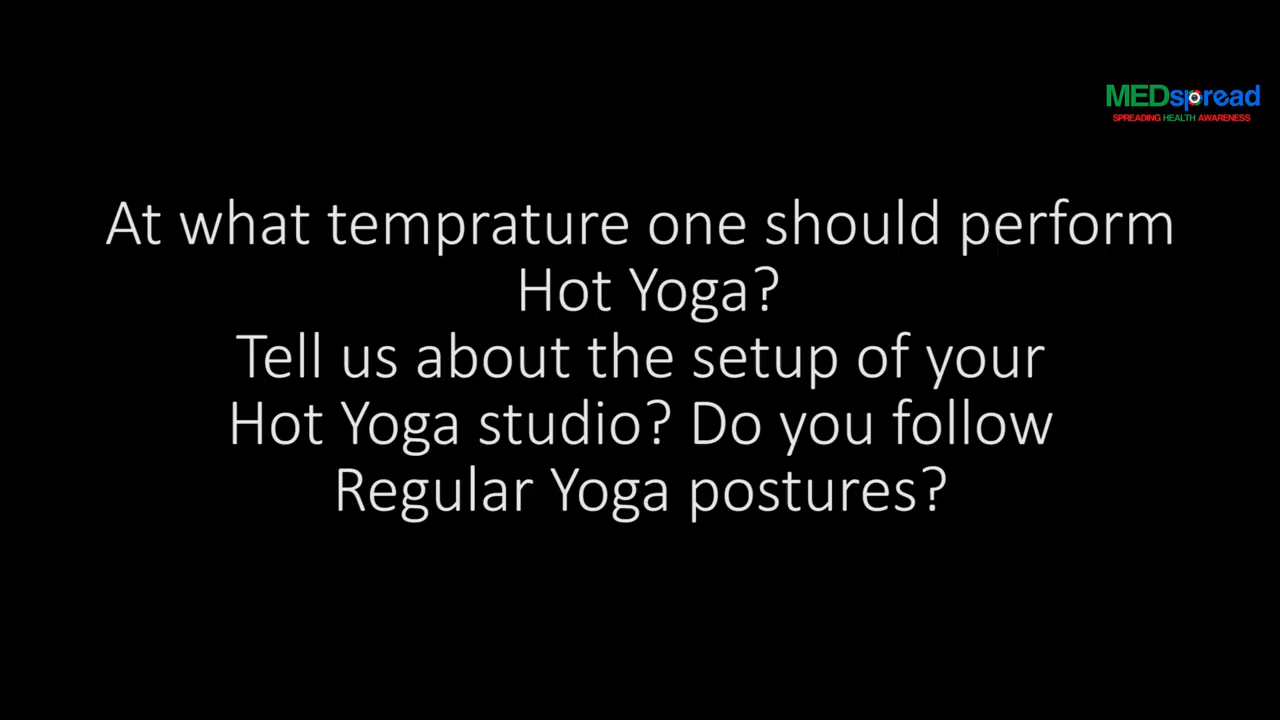 MEDspread
SPREADING HEALTH AWARENESS
At what temprature one should perform
Hot Yoga?
Tell us about the setup of your
Hot Yoga studio? Do you follow
Regular Yoga postures?